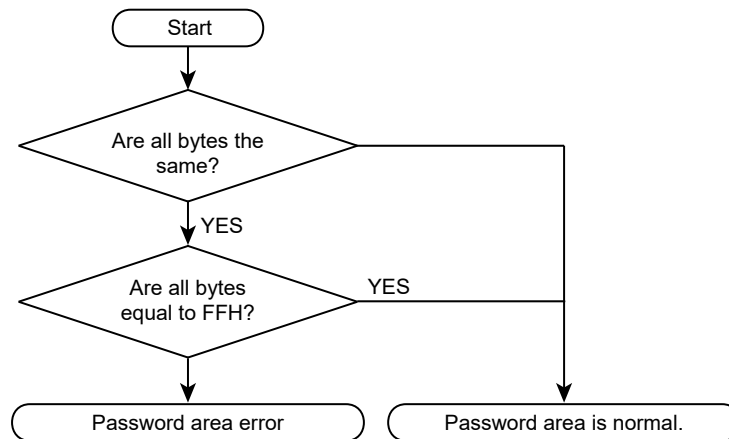 Start
Are all bytes the
same?
YES
Are all bytes
equal to FFH?
YES
Password area error
Password area is normal.